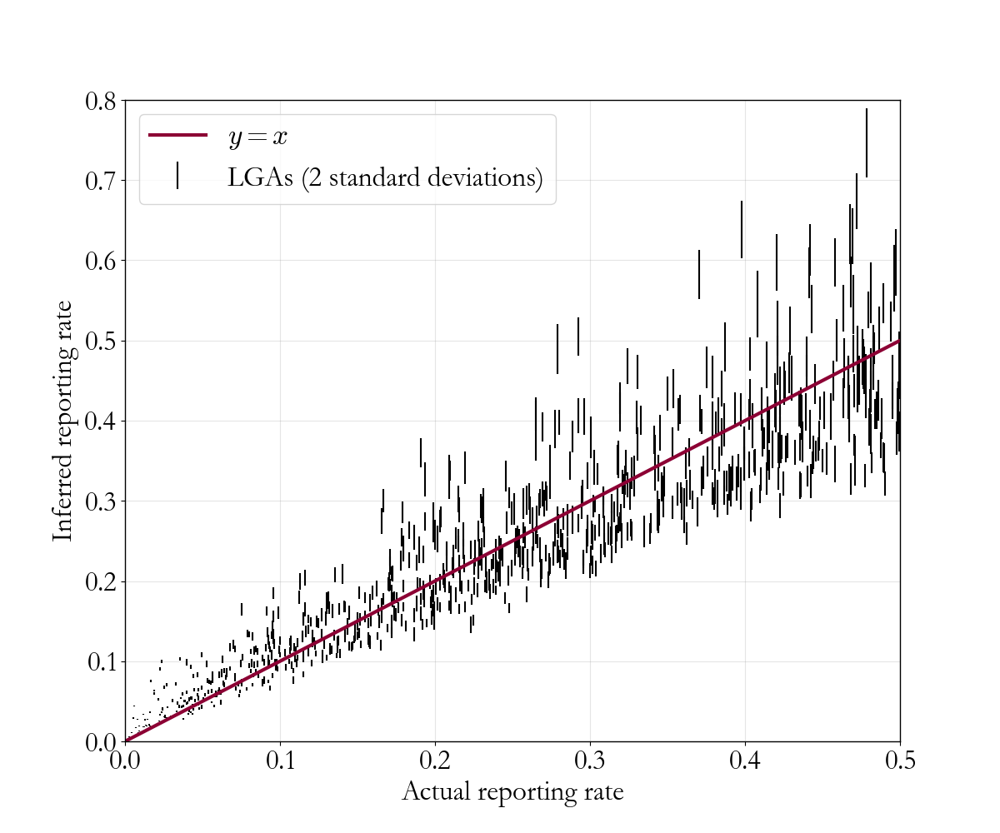 0.8
0.7
0.6
0.5
0.4
0.3
0.2
0.1
0.0
Inferred reporting rate
y = x
LGAs (2 standard deviations)
0.0 0.1 0.2 0.3 0.4 0.5
Actual reporting rate